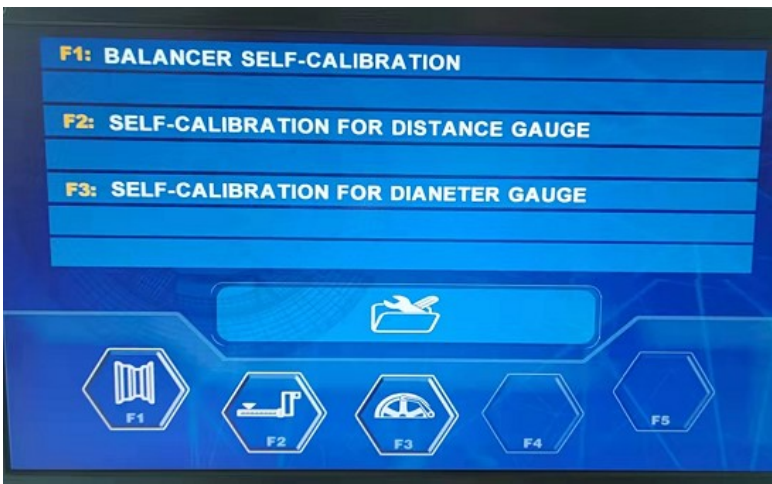 F1: BALANCER SELF-CALIBRATION
F2: SELF-CALIBRATION FOR DISTANCE GAUGE
F3: SELF-CALIBRATION FOR DIANETER GAUGE
F1
F2
F3
F4
F5